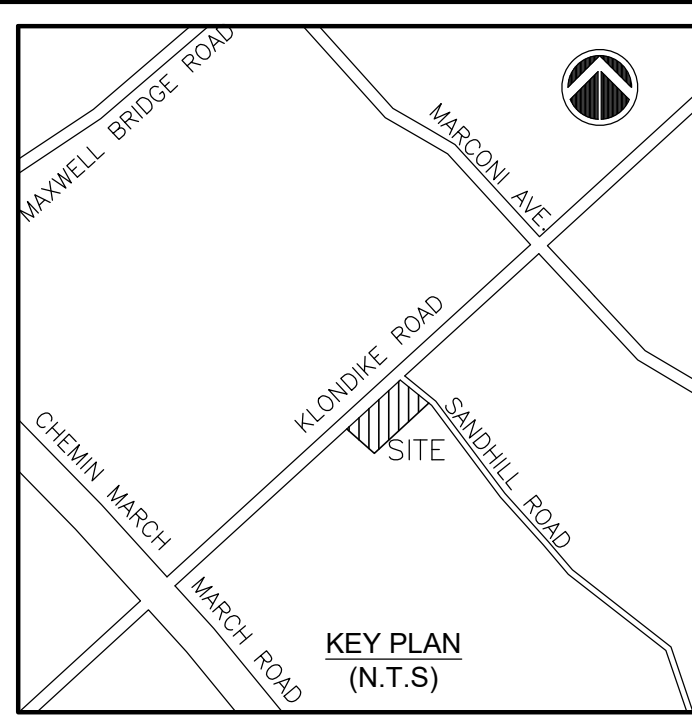 MAXWELL BRIDGE ROAD
MARCONI AVE.
KLONDIKE ROAD
SANDHILL ROAD
SITE
CHEMIN MARCH
MARCH ROAD
KEY PLAN
(N.T.S)